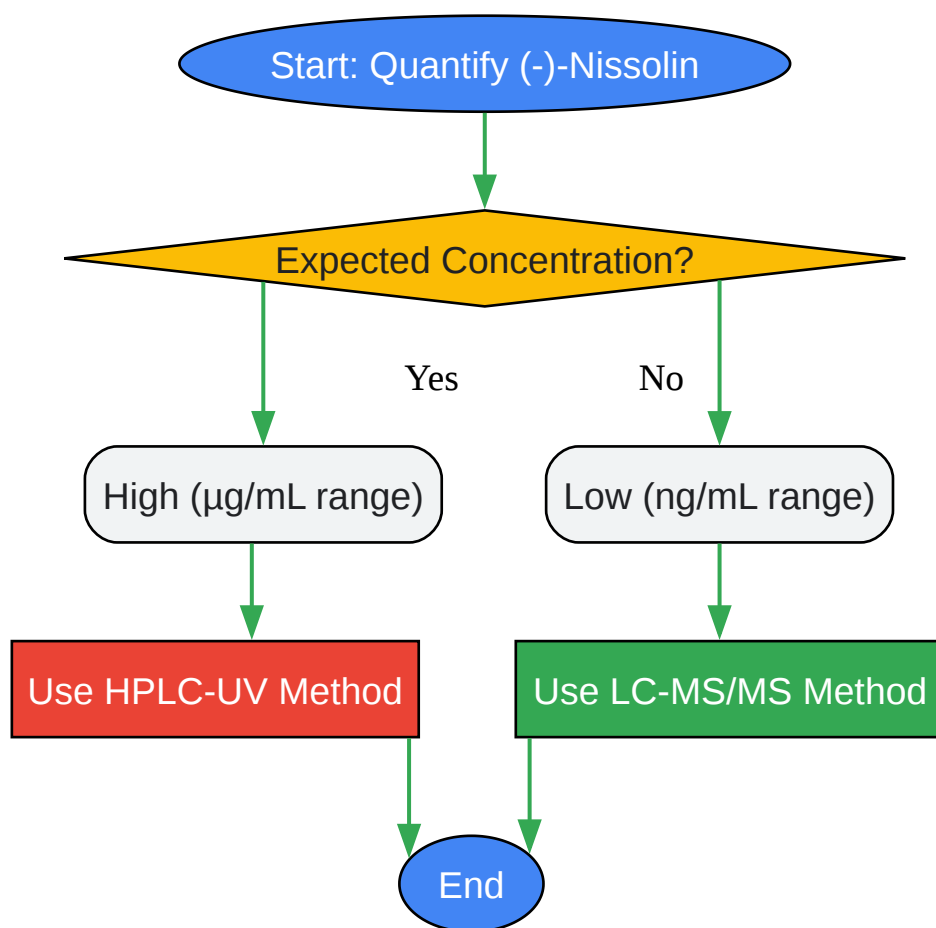 Start: Quantify (-)-Nissolin
Expected Concentration?
Yes
No
High (µg/mL range)
Low (ng/mL range)
Use HPLC-UV Method
Use LC-MS/MS Method
End